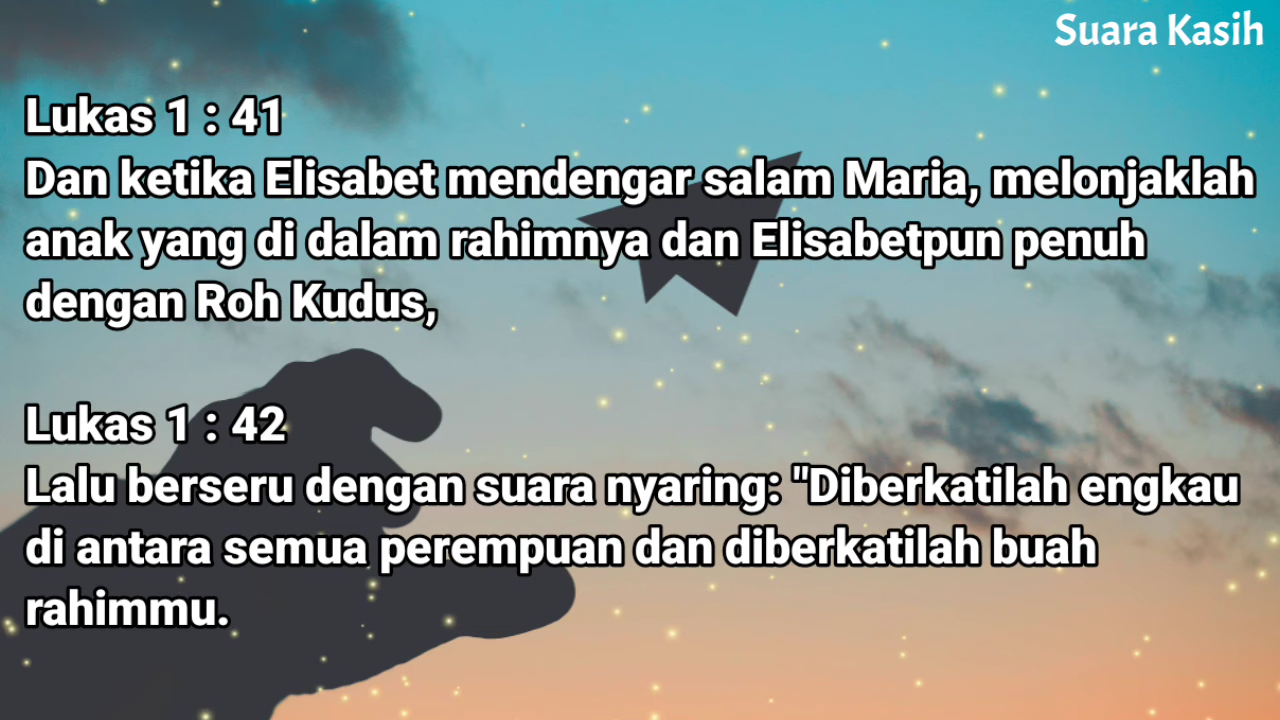 Suara Kasih
Lukas 1 : 41
Dan ketika Elisabet mendengar salam Maria, melonjaklah
anak yang di dalam rahimnya dan Elisabetpun penuh
dengan Roh Kudus,
Lukas 1 : 42
Lalu berseru dengan suara nyaring: "Diberkatilah engkau
di antara semua perempuan dan diberkatilah buah
rahimmu.